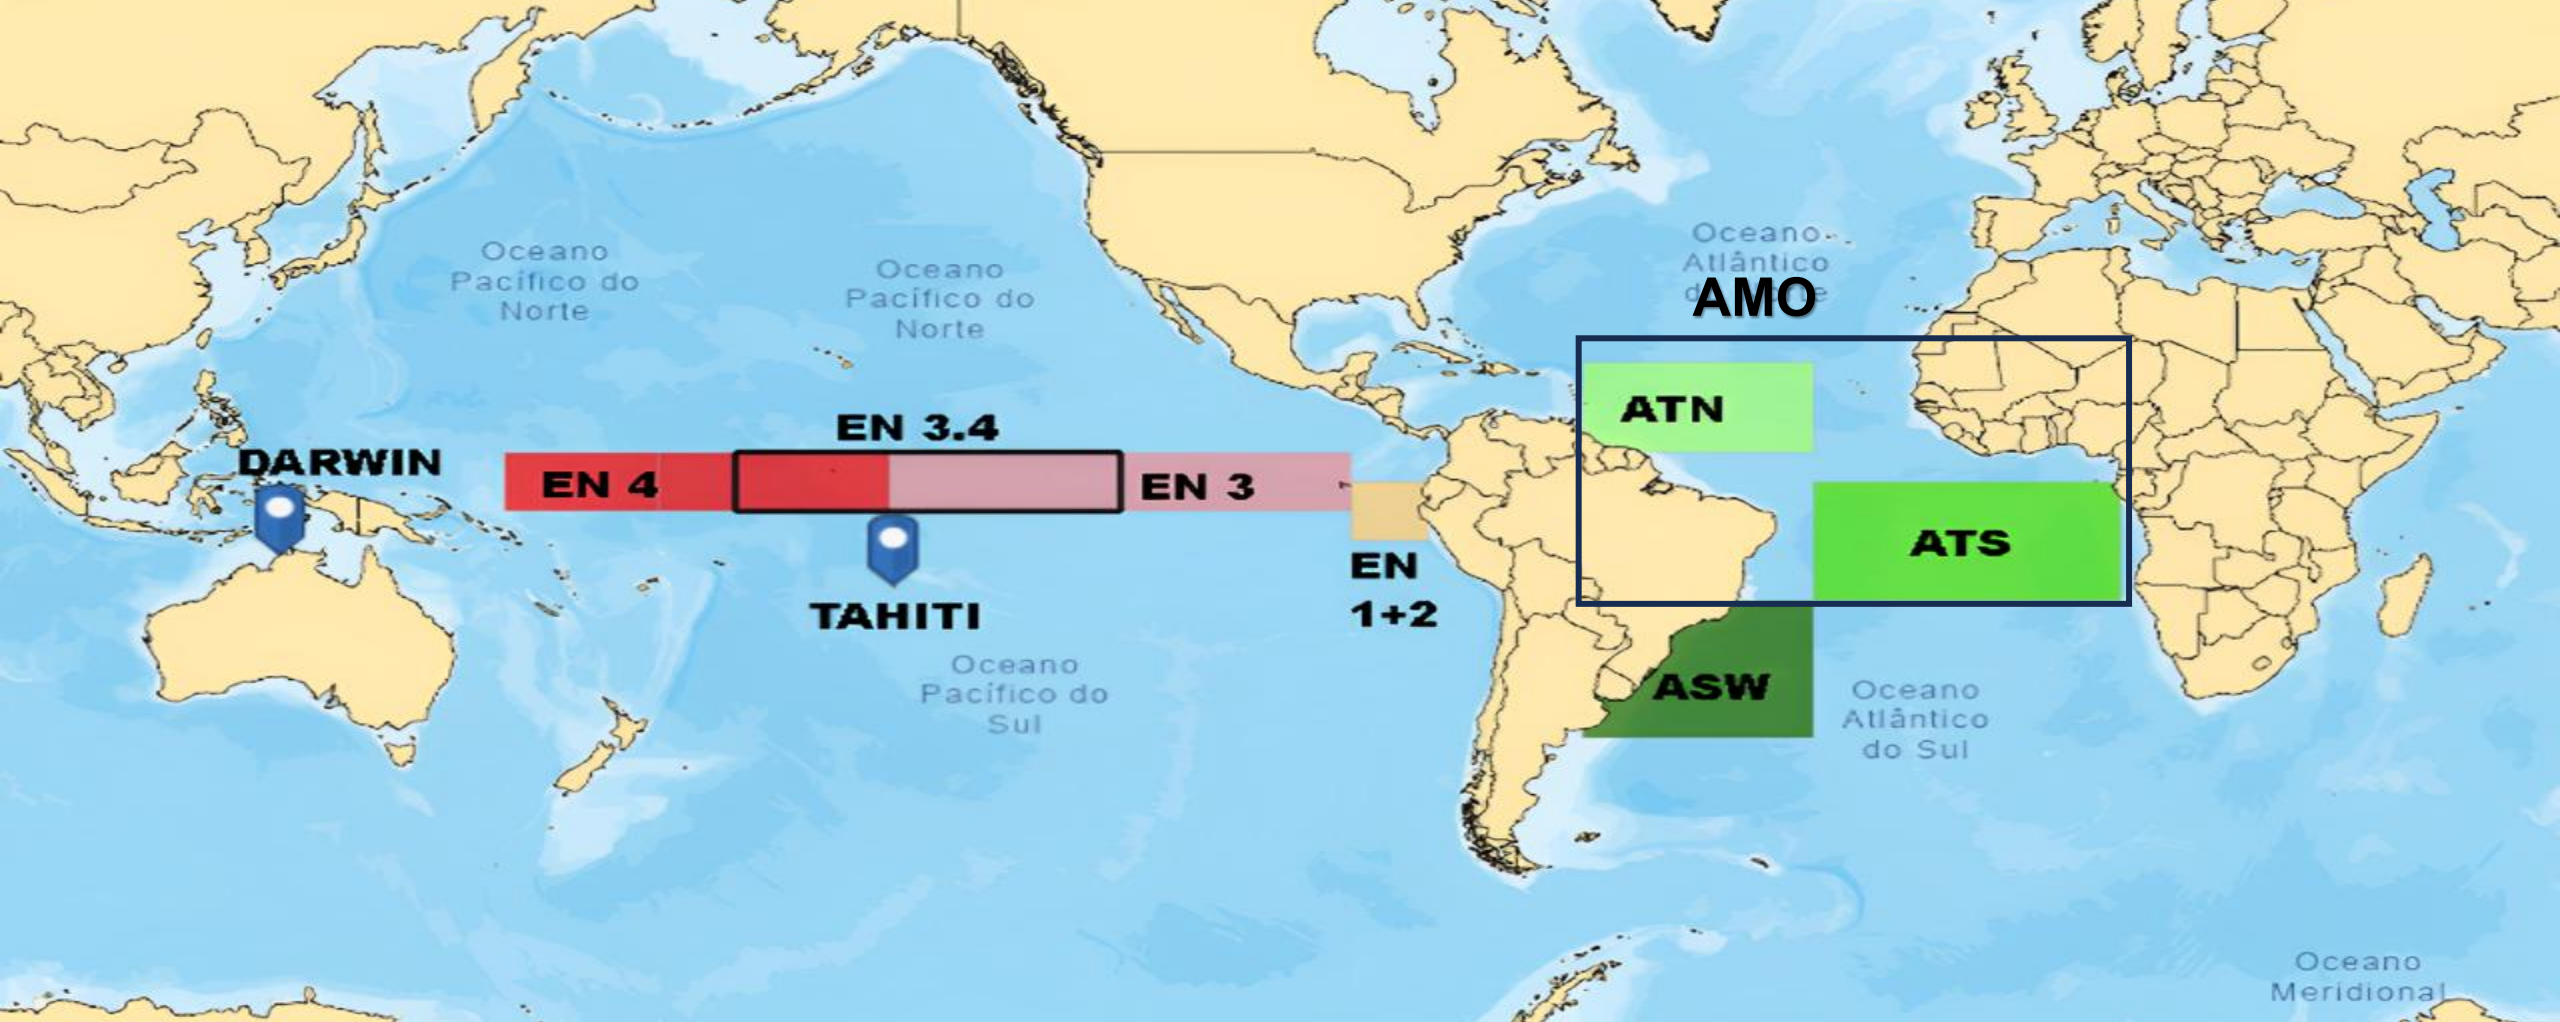 Oceano
Atlântico
AMO
Oceano
Pacífico do
Norte
Oceano
Pacífico do
Norte
ATN
EN 3.4
DARWIN
EN 4
EN 3
ATS
EN
1+2
TAHITI
Oceano
Pacífico do
Sul
ASW
Oceano
Atlântico
do Sul
Oceano
Meridional